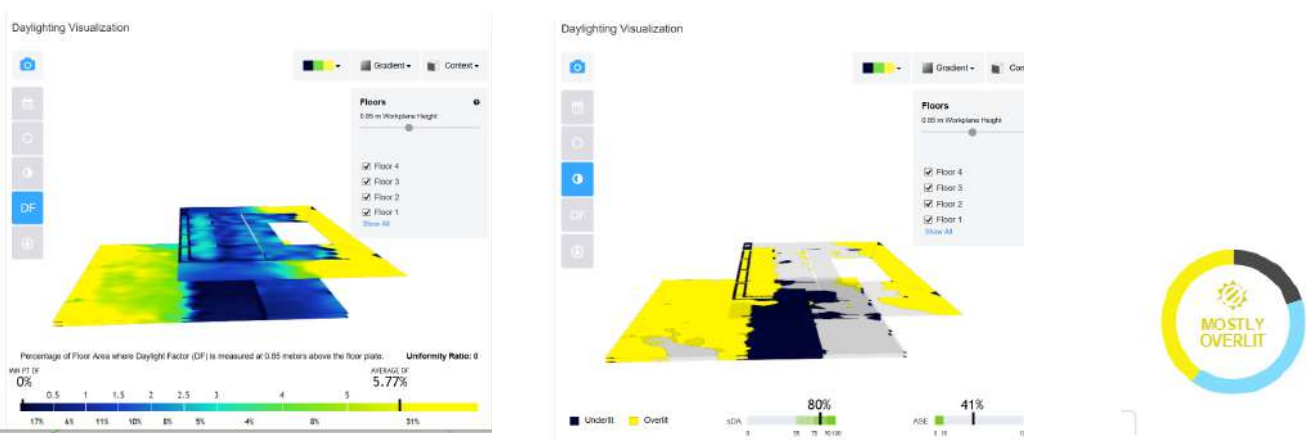 Daylighting Visualization
Gradient
Context
Floors
0.85 m Workplane Height
Floor 4
Floor 3
Floor 2
Floor 1
Show All
DF
Percentage of Floor Area where Daylight Factor (DF) is measured at 0.85 meters above the floor plate. Uniformity Ratio: 0
MIN PT DF
0%
AVERAGE DF
5.77%
0.5 1 1.5 2 2.5 3 4 5
17% 6% 11% 10% 8% 5% 4% 8% 31%
Daylighting Visualization
Gradient
Con
Floors
0.85 m Workplane Height
Floor 4
Floor 3
Floor 2
Floor 1
Show All
DF
Underlit Overlit
sDA
80%
ASE
41%
MOSTLY
OVERLIT